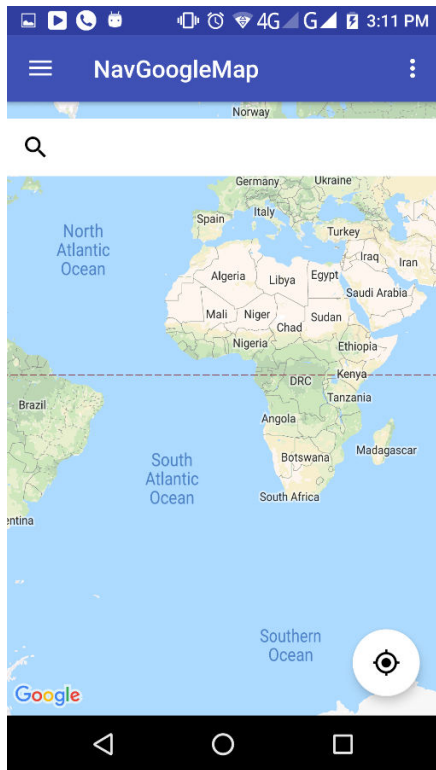 4G G 3:11 PM
NavGoogleMap
Norway
Germany Ukraine
Spain Italy
Turkey
North
Atlantic
Ocean
Iraq Iran
Algeria Libya Egypt
Saudi Arabia
Mali Niger Sudan
Chad
Nigeria Ethiopia
Kenya
DRC
Tanzania
Brazil
Angola
Botswana Madagascar
South
Atlantic
Ocean
South Africa
entina
Southern
Ocean
Google